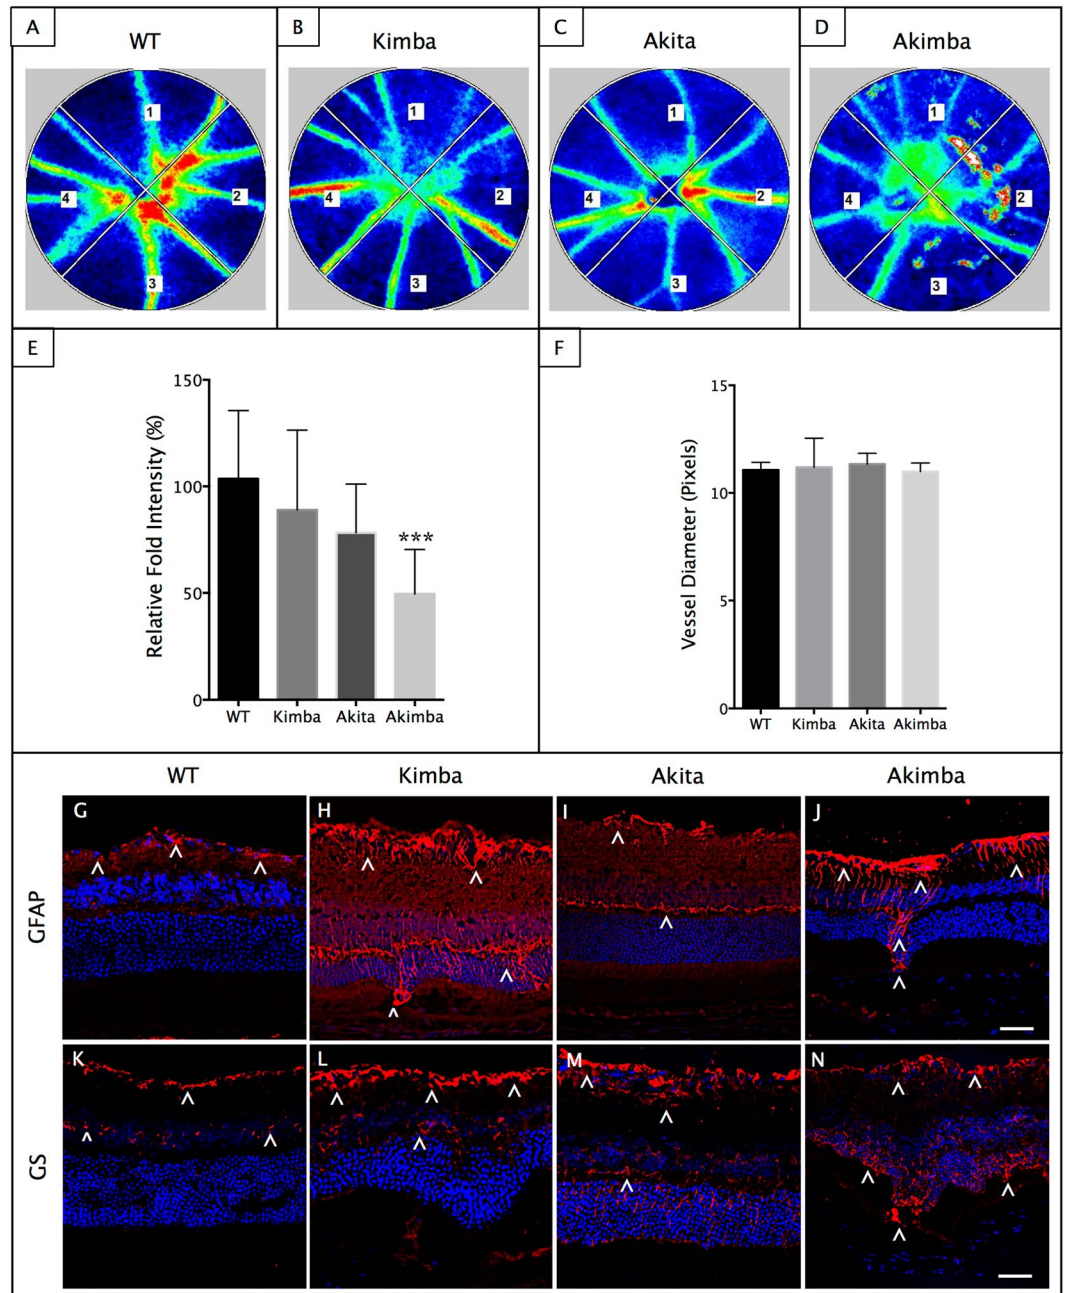 A
WT
B
Kimba
C
Akita
D
Akimba
1
2
3
4
1
2
3
4
1
2
3
4
1
2
3
4
E
Relative Fold Intensity (%)
150
100
50
0
***
WT Kimba Akita Akimba
F
Vessel Diameter (Pixels)
15
10
5
0
WT Kimba Akita Akimba
WT Kimba Akita Akimba
GFAP
G
H
I
J
GS
K
L
M
N